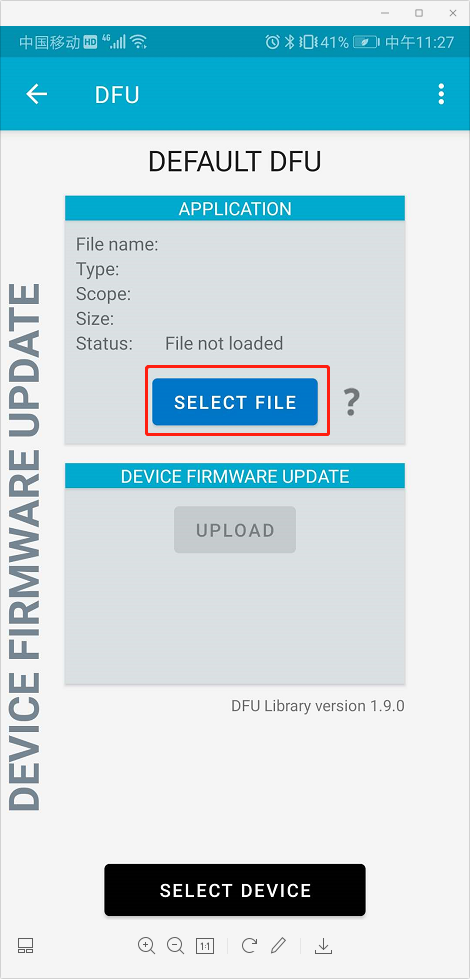 中国移动 HD 4G 41% 中午11:27
DFU
DEFAULT DFU
APPLICATION
File name:
Type:
Scope:
Size:
Status: File not loaded
SELECT FILE ?
DEVICE FIRMWARE UPDATE
UPLOAD
DFU Library version 1.9.0
DEVICE FIRMWARE UPDATE
SELECT DEVICE
1:1